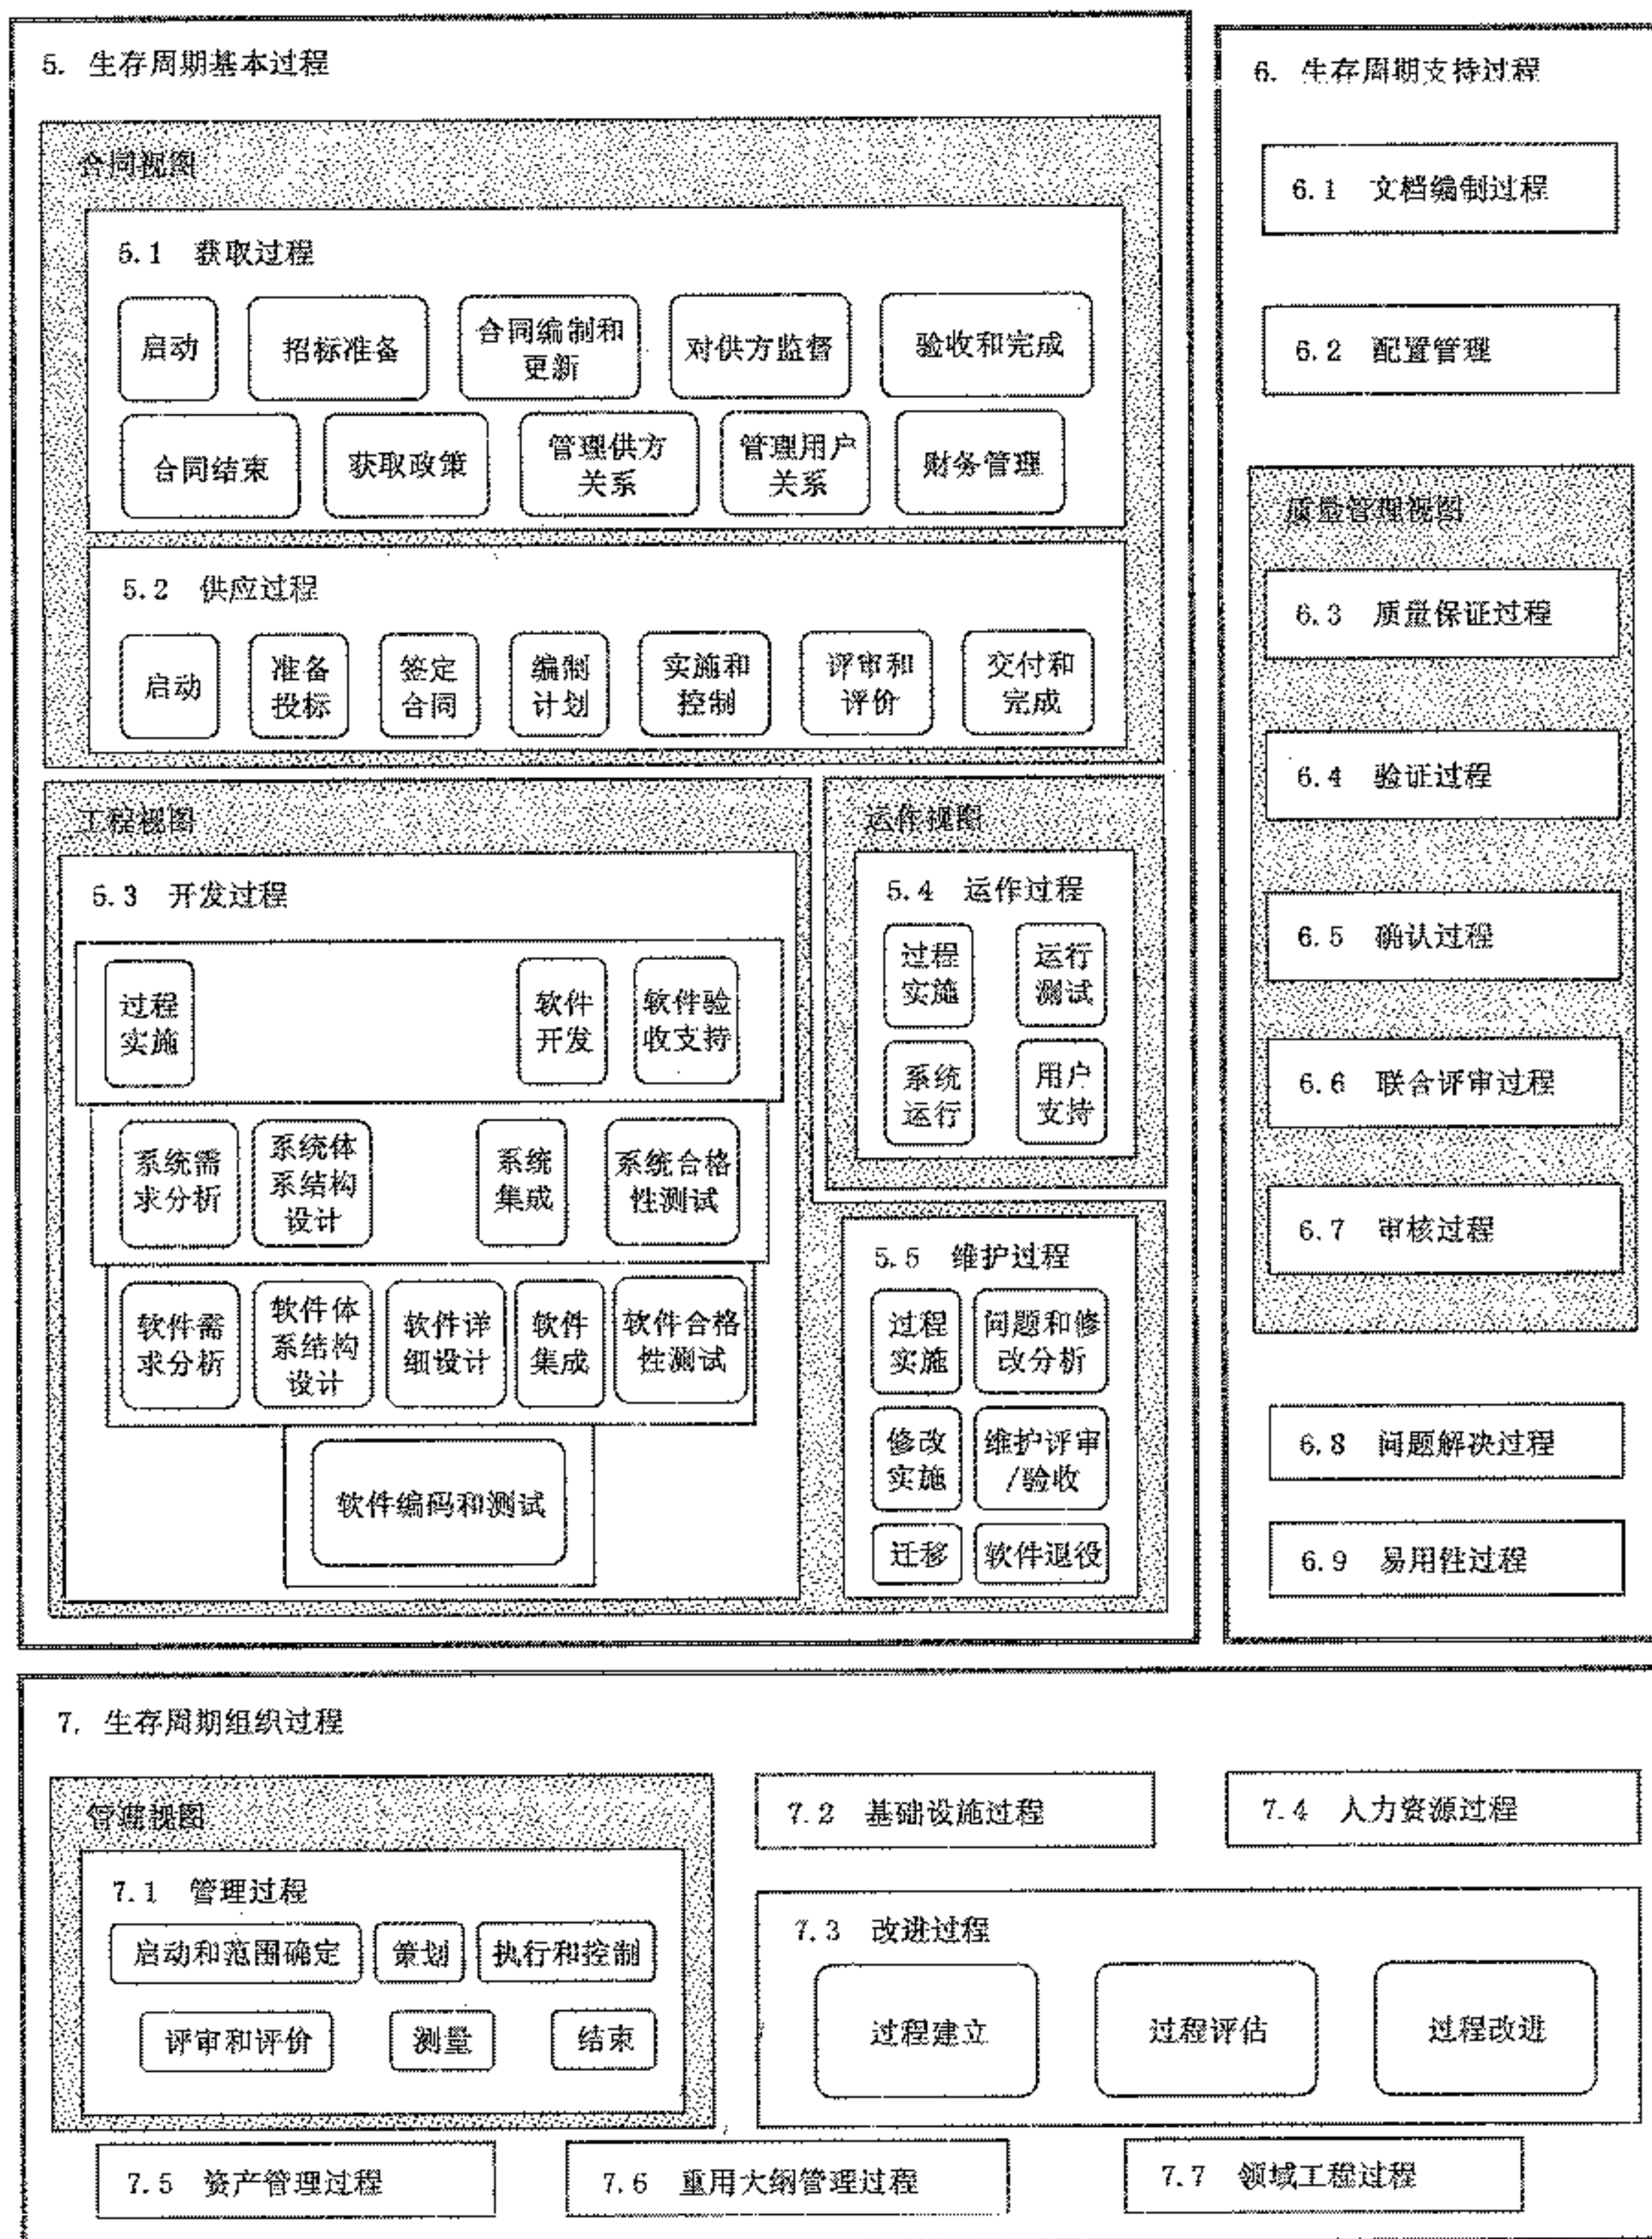 5. 生存周期基本过程
合同视图
5.1 获取过程
启动
招标准备
合同编制和
更新
对供方监督
验收和完成
合同结束
获取政策
管理供方
关系
管理用户
关系
财务管理
5.2 供应过程
启动
准备
投标
签定
合同
编制
计划
实施和
控制
评审和
评价
交付和
完成
工程视图
5.3 开发过程
过程
实施
软件
开发
软件验
收支持
系统需
求分析
系统体
系结构
设计
系统
集成
系统合格
性测试
软件需
求分析
软件体
系结构
设计
软件详
细设计
软件
集成
软件合格
性测试
软件编码和测试
运作视图
5.4 运作过程
过程
实施
运行
测试
系统
运行
用户
支持
5.5 维护过程
过程
实施
问题和修
改分析
修改
实施
维护评审
/验收
迁移
软件退役
6. 生存周期支持过程
6.1 文档编制过程
6.2 配置管理
质量管理视图
6.3 质量保证过程
6.4 验证过程
6.5 确认过程
6.6 联合评审过程
6.7 审核过程
6.8 问题解决过程
6.9 易用性过程
7. 生存周期组织过程
管理视图
7.1 管理过程
启动和范围确定
策划
执行和控制
评审和评价
测量
结束
7.2 基础设施过程
7.4 人力资源过程
7.3 改进过程
过程建立
过程评估
过程改进
7.5 资产管理过程
7.6 重用大纲管理过程
7.7 领域工程过程